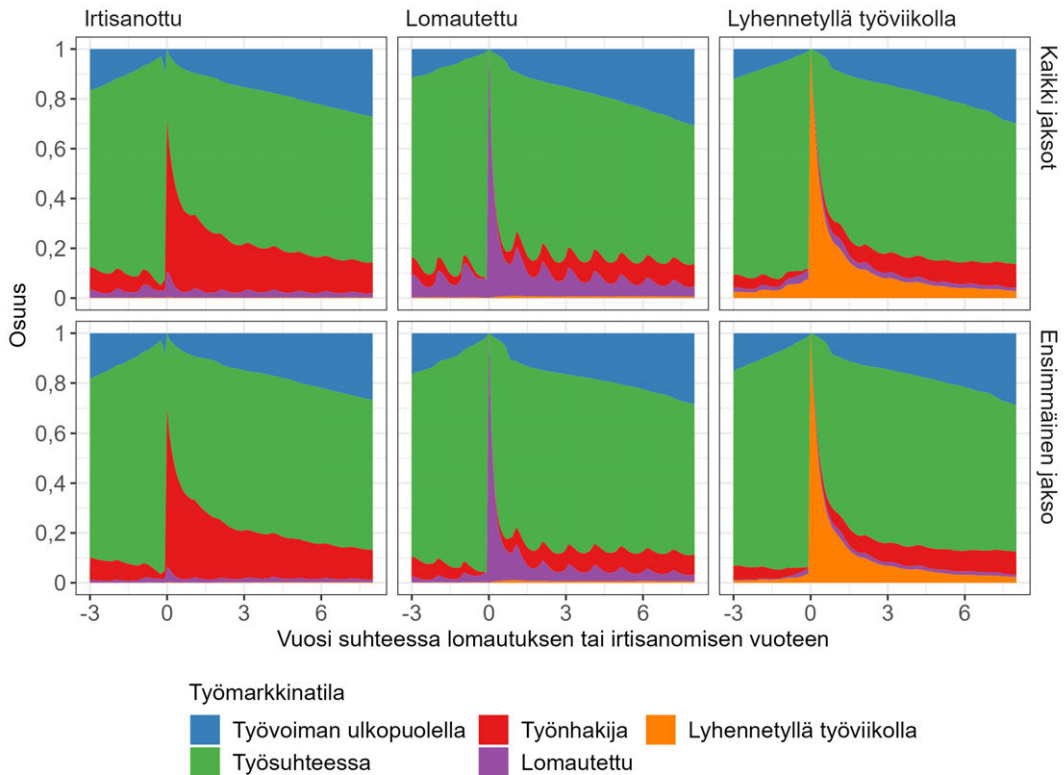 Irtisanottu Lomautettu Lyhennetyllä työviikolla
Osuus
1
0,8
0,6
0,4
0,2
0
Kaikki jaksot
1
0,8
0,6
0,4
0,2
0
Ensimmäinen jakso
-3 0 3 6 -3 0 3 6 -3 0 3 6
Vuosi suhteessa lomautuksen tai irtisanomisen vuoteen
Työmarkkinatila
Työvoiman ulkopuolella Työnhakija Lyhennetyllä työviikolla
Työsuhteessa Lomautettu